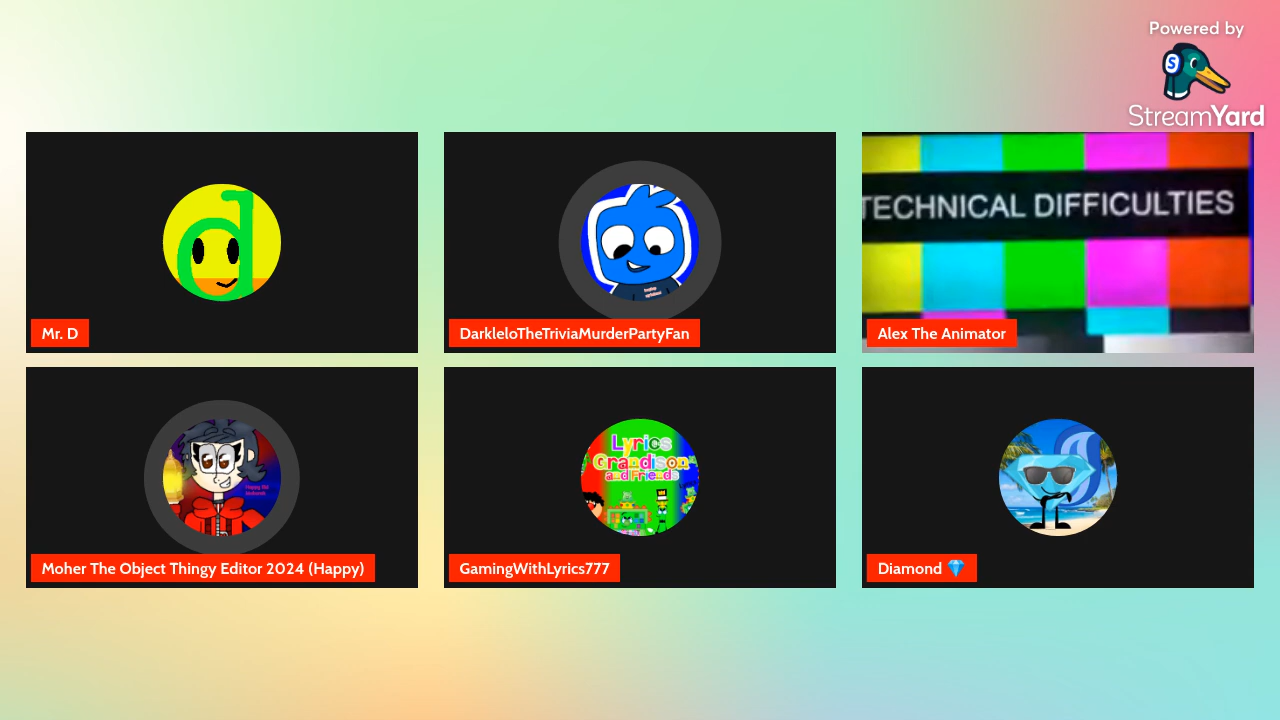 Powered by
S
StreamYard
TECHNICAL DIFFICULTIES
Mr. D
DarkleloTheTriviaMurderPartyFan
Alex The Animator
Lyrics
Grandison
and Friends
Moher The Object Thingy Editor 2024 (Happy)
GamingWithLyrics777
Diamond 💎